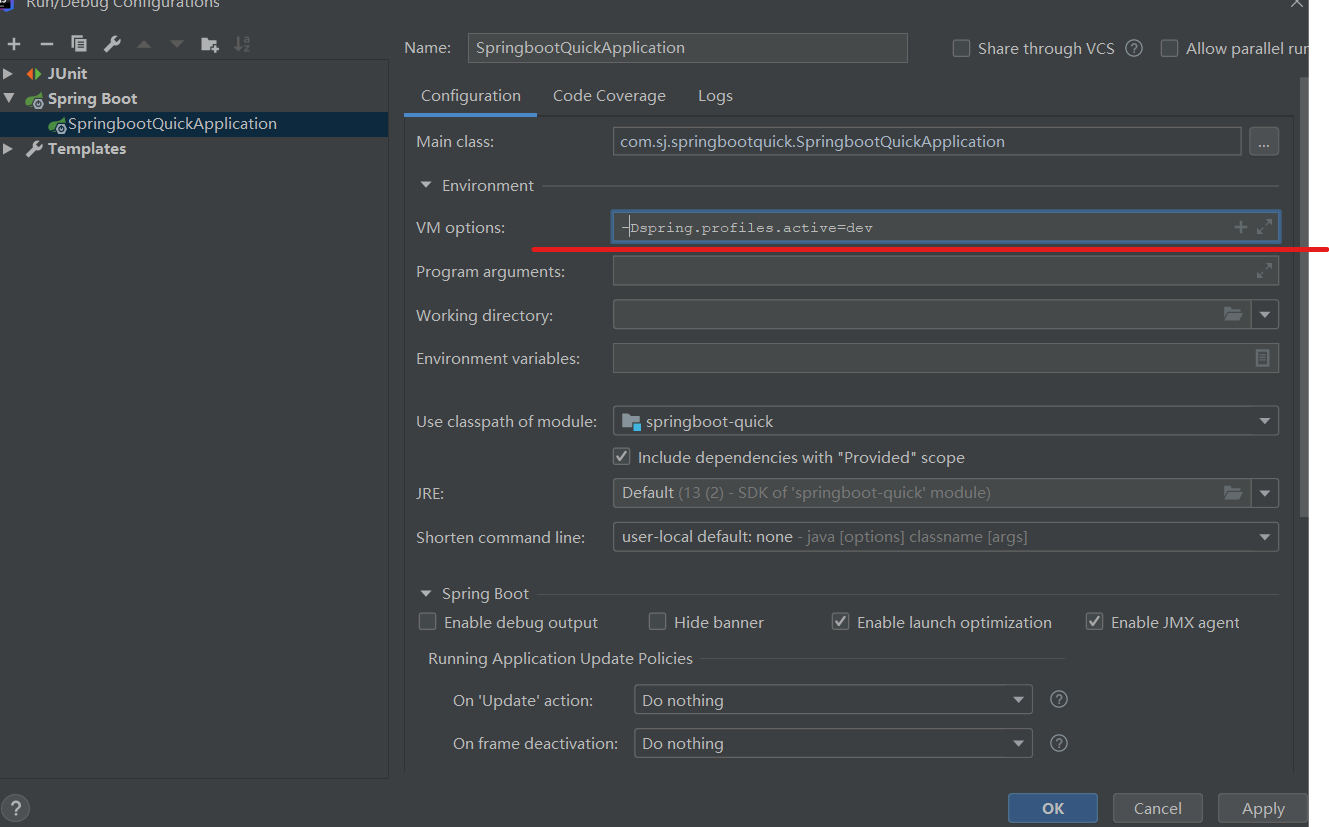 Run/Debug Configurations
JUnit
Spring Boot
SpringbootQuickApplication
Templates
Name: SpringbootQuickApplication
Share through VCS ? Allow parallel run
Configuration Code Coverage Logs
Main class: com.sj.springbootquick.SpringbootQuickApplication ...
Environment
VM options: -Dspring.profiles.active=dev
Program arguments:
Working directory:
Environment variables:
Use classpath of module: springboot-quick
Include dependencies with "Provided" scope
JRE: Default (13 (2) - SDK of 'springboot-quick' module)
Shorten command line: user-local default: none - java [options] classname [args]
Spring Boot
Enable debug output Hide banner Enable launch optimization Enable JMX agent
Running Application Update Policies
On 'Update' action: Do nothing ?
On frame deactivation: Do nothing ?
? OK Cancel Apply